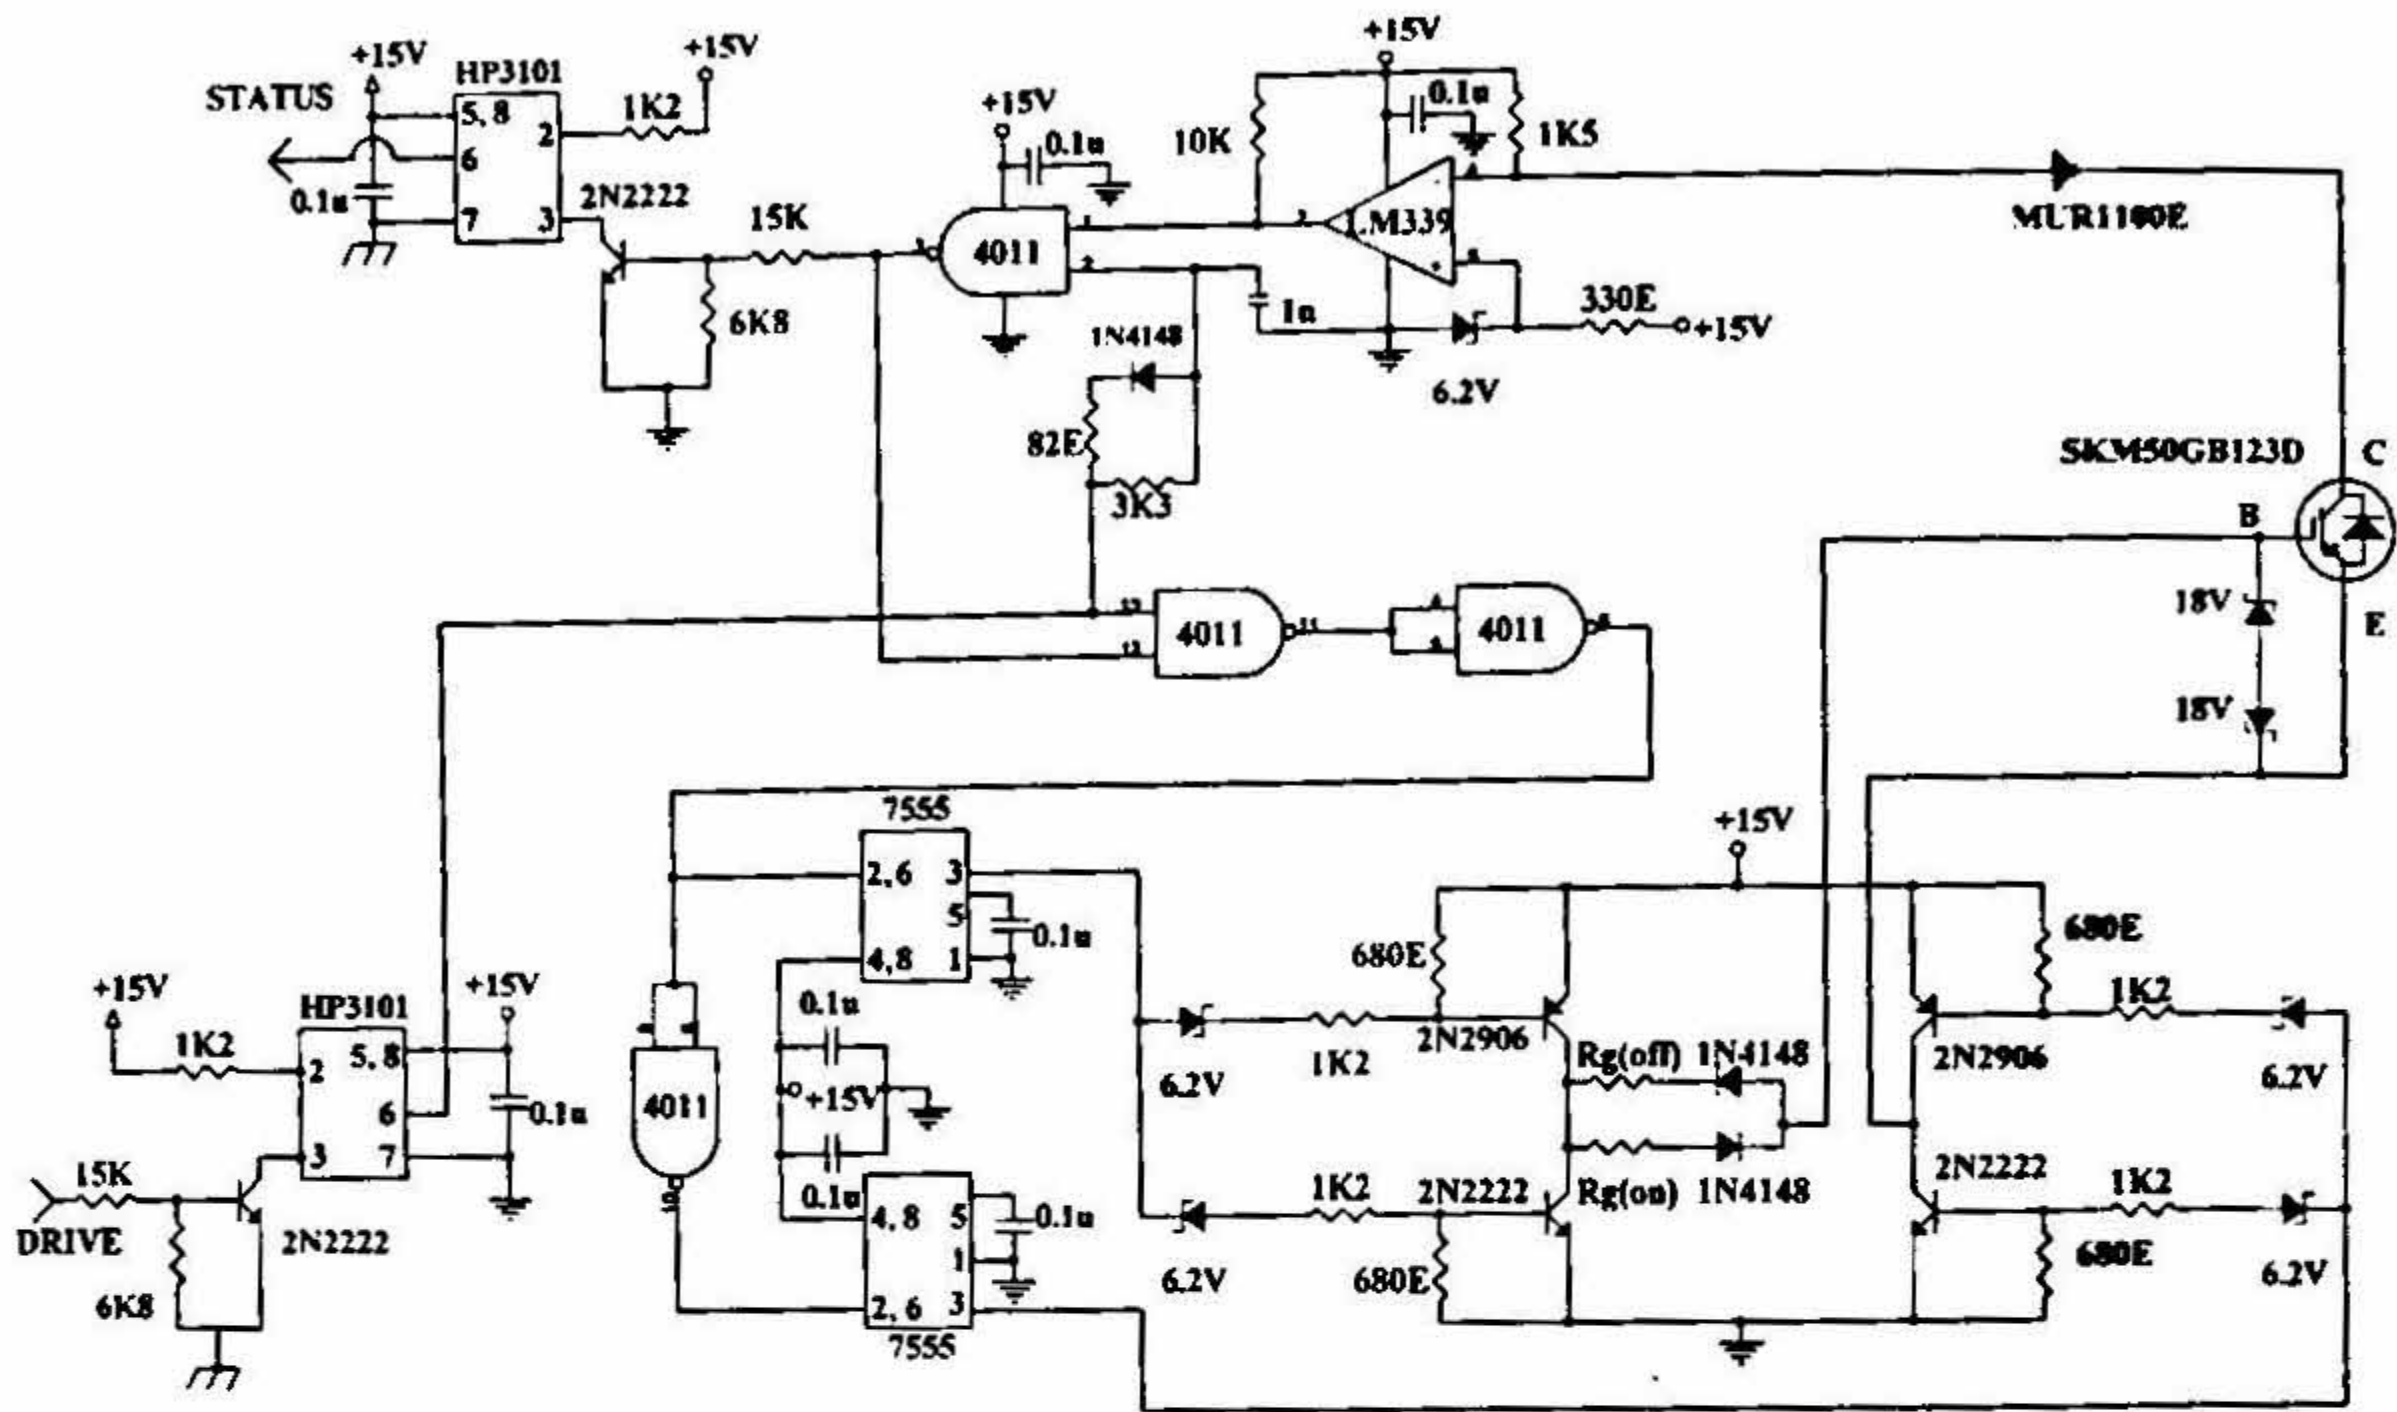 +15V
STATUS
HP3101
+15V
5, 8
2
1K2
6
0.1u
7
3
2N2222
15K
6K8
+15V
0.1u
4011
1
2
+15V
10K
0.1u
1K5
LM339
1n
330E
+15V
6.2V
1N4148
82E
3K3
MUR1100E
SKM50GB123D
C
B
E
18V
18V
4011
11
4011
7555
2, 6
3
5
4, 8
1
0.1u
0.1u
+15V
0.1u
4, 8
5
1
0.1u
2, 6
3
7555
4011
10
+15V
HP3101
+15V
1K2
2
5, 8
6
0.1u
3
7
15K
DRIVE
2N2222
6K8
+15V
680E
680E
1K2
6.2V
1K2
2N2906
Rg(off)
1N4148
2N2906
6.2V
1K2
2N2222
Rg(on)
1N4148
2N2222
1K2
6.2V
680E
680E
6.2V